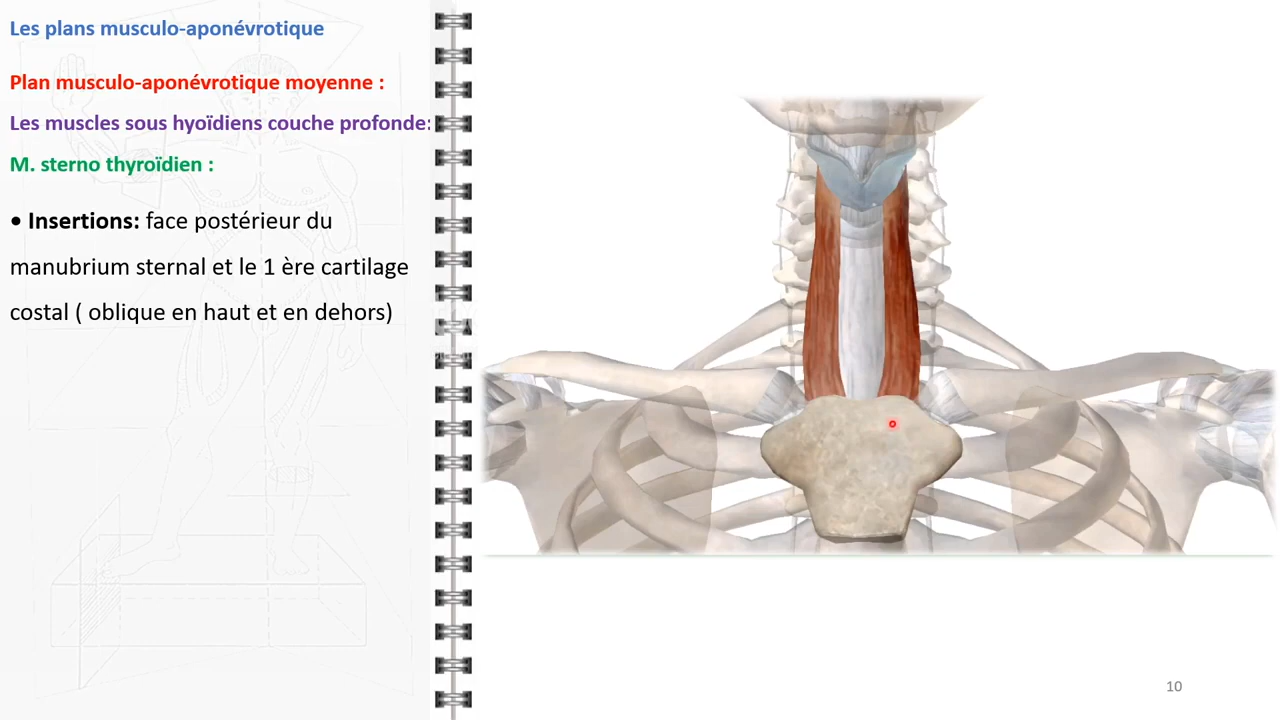 Les plans musculo-aponévrotique
Plan musculo-aponévrotique moyenne :
Les muscles sous hyoïdiens couche profonde:
M. sterno thyroïdien :
• Insertions: face postérieur du
manubrium sternal et le 1 ère cartilage
costal ( oblique en haut et en dehors)
10